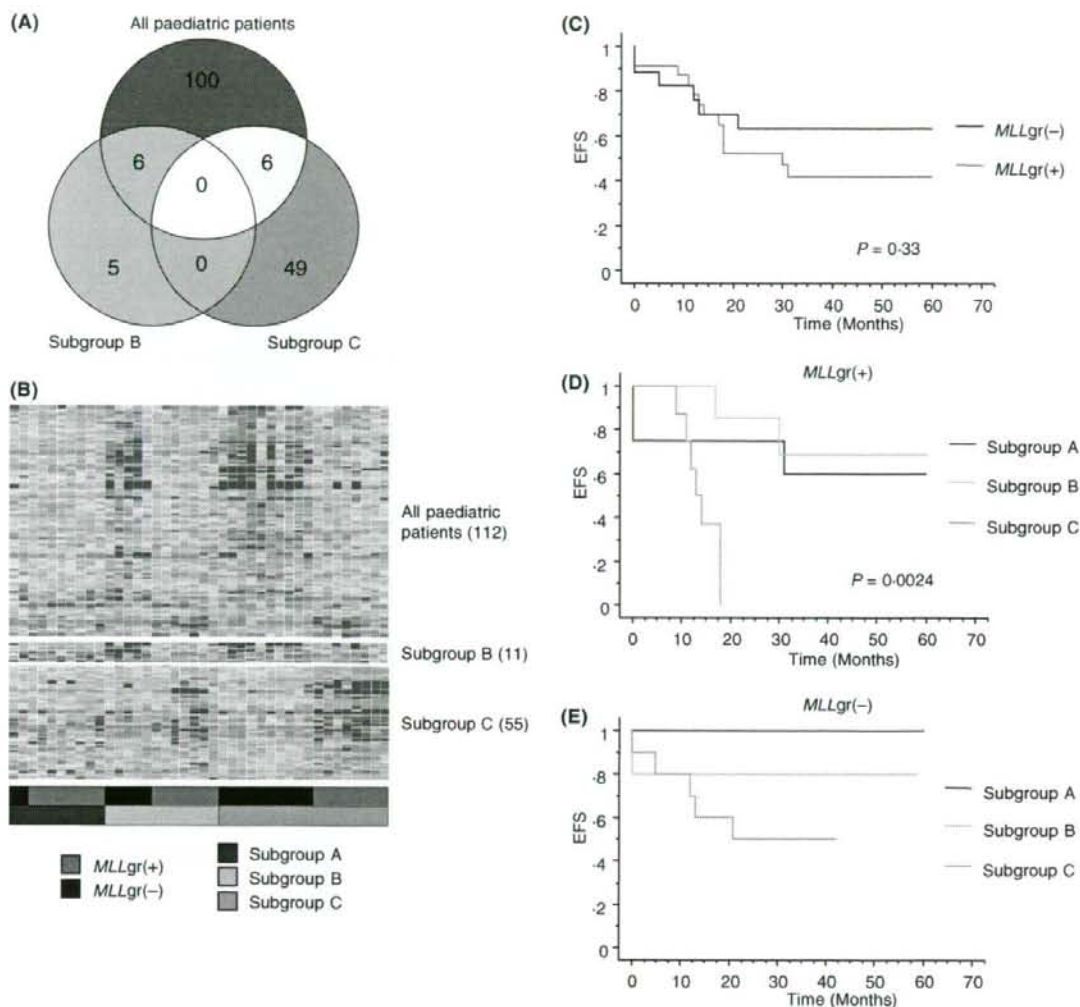 (A)
All paediatric patients
100
6
6
0
5
0
49
Subgroup B
Subgroup C
(B)
All paediatric
patients (112)
Subgroup B (11)
Subgroup C (55)
MLLgr(+)
MLLgr(–)
Subgroup A
Subgroup B
Subgroup C
(C)
1
·8
·6
·4
·2
0
EFS
MLLgr(–)
MLLgr(+)
P = 0·33
0 10 20 30 40 50 60 70
Time (Months)
(D)
MLLgr(+)
1
·8
·6
·4
·2
0
EFS
Subgroup A
Subgroup B
Subgroup C
P = 0·0024
0 10 20 30 40 50 60 70
Time (Months)
(E)
MLLgr(–)
1
·8
·6
·4
·2
0
EFS
Subgroup A
Subgroup B
Subgroup C
0 10 20 30 40 50 60 70
Time (Months)